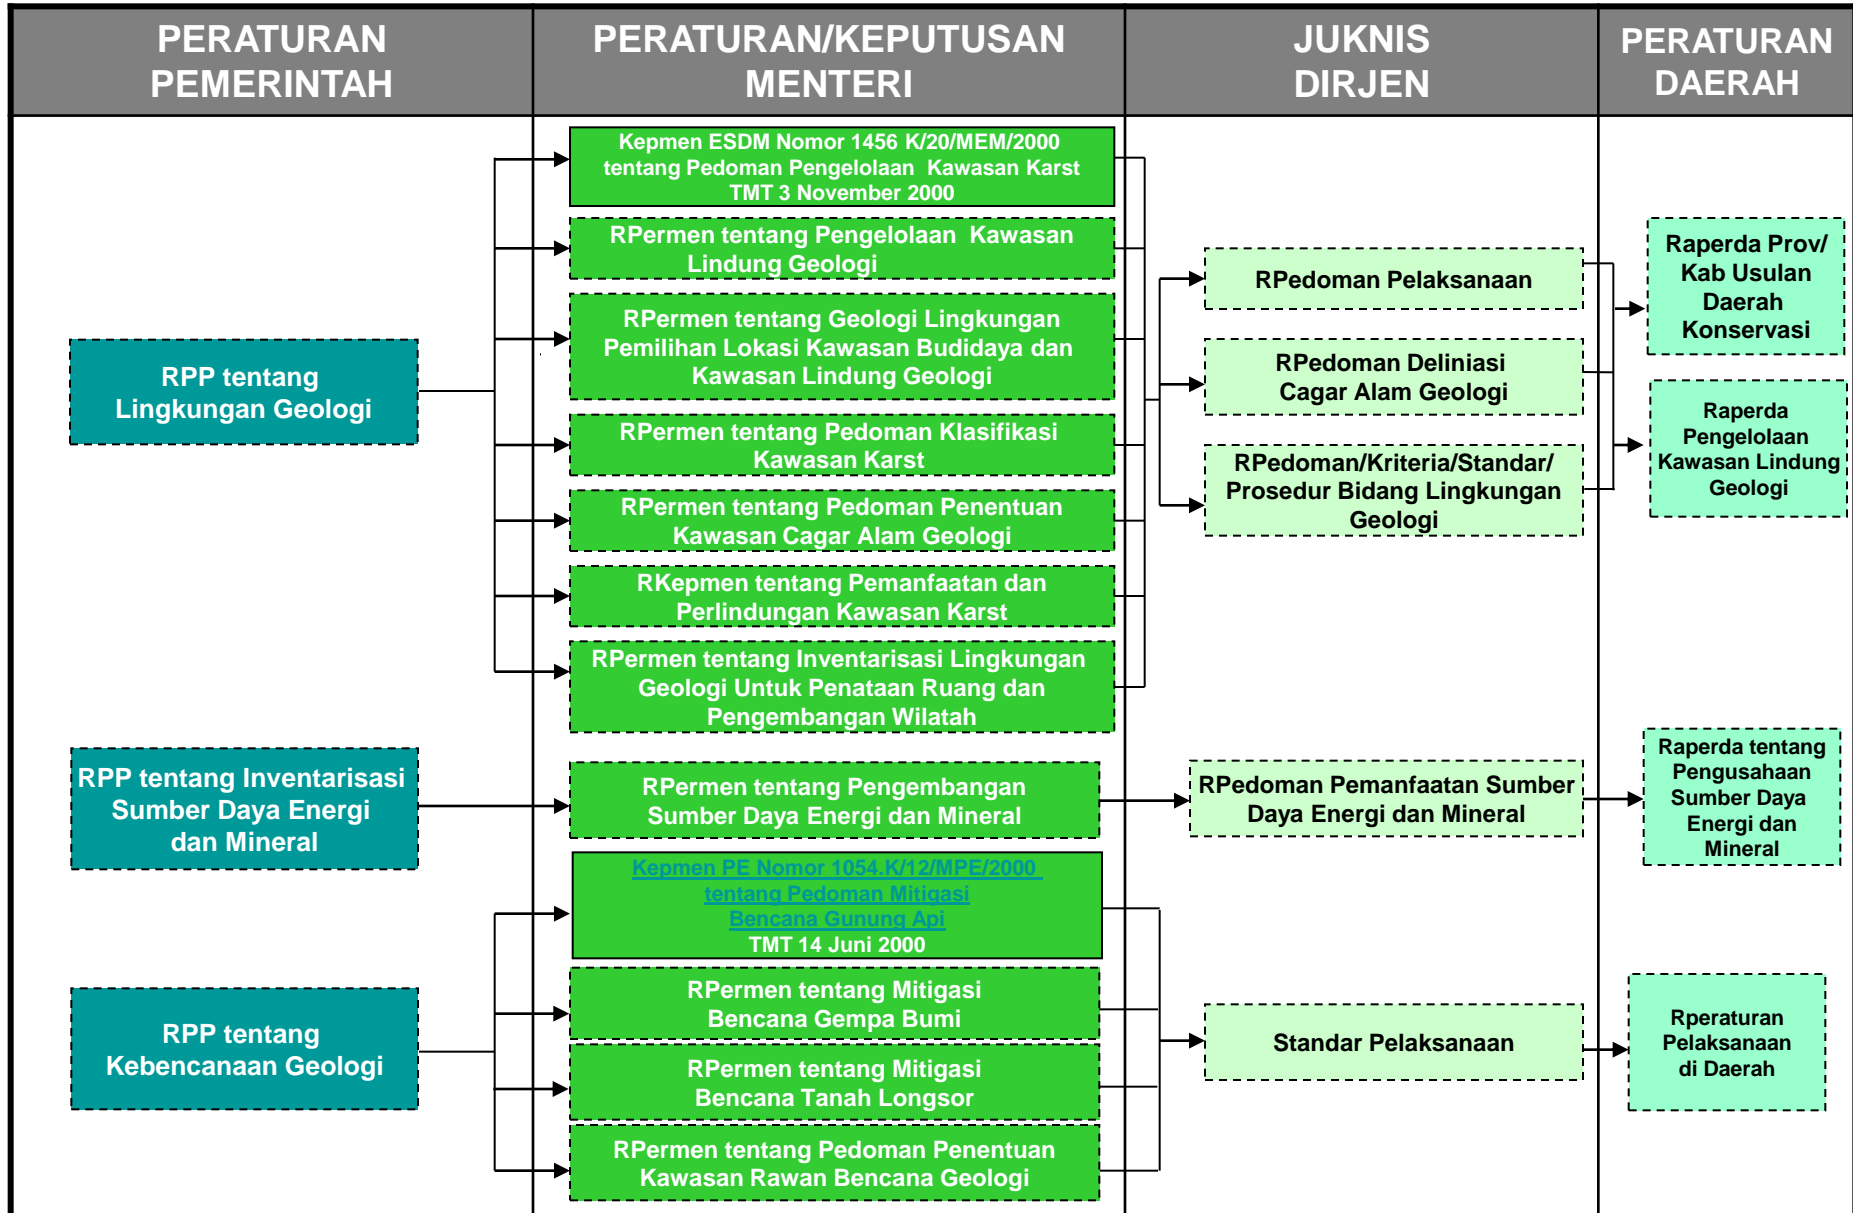 PERATURAN
PEMERINTAH
PERATURAN/KEPUTUSAN
MENTERI
JUKNIS
DIRJEN
PERATURAN
DAERAH
RPP tentang
Lingkungan Geologi
Kepmen ESDM Nomor 1456 K/20/MEM/2000
tentang Pedoman Pengelolaan Kawasan Karst
TMT 3 November 2000
RPermen tentang Pengelolaan Kawasan
Lindung Geologi
RPermen tentang Geologi Lingkungan
Pemilihan Lokasi Kawasan Budidaya dan
Kawasan Lindung Geologi
RPermen tentang Pedoman Klasifikasi
Kawasan Karst
RPermen tentang Pedoman Penentuan
Kawasan Cagar Alam Geologi
RKepmen tentang Pemanfaatan dan
Perlindungan Kawasan Karst
RPermen tentang Inventarisasi Lingkungan
Geologi Untuk Penataan Ruang dan
Pengembangan Wilatah
RPedoman Pelaksanaan
RPedoman Deliniasi
Cagar Alam Geologi
RPedoman/Kriteria/Standar/
Prosedur Bidang Lingkungan
Geologi
Raperda Prov/
Kab Usulan
Daerah
Konservasi
Raperda
Pengelolaan
Kawasan Lindung
Geologi
RPP tentang Inventarisasi
Sumber Daya Energi
dan Mineral
RPermen tentang Pengembangan
Sumber Daya Energi dan Mineral
RPedoman Pemanfaatan Sumber
Daya Energi dan Mineral
Raperda tentang
Pengusahaan
Sumber Daya
Energi dan
Mineral
RPP tentang
Kebencanaan Geologi
Kepmen PE Nomor 1054.K/12/MPE/2000
tentang Pedoman Mitigasi
Bencana Gunung Api
TMT 14 Juni 2000
RPermen tentang Mitigasi
Bencana Gempa Bumi
RPermen tentang Mitigasi
Bencana Tanah Longsor
RPermen tentang Pedoman Penentuan
Kawasan Rawan Bencana Geologi
Standar Pelaksanaan
Rperaturan
Pelaksanaan
di Daerah